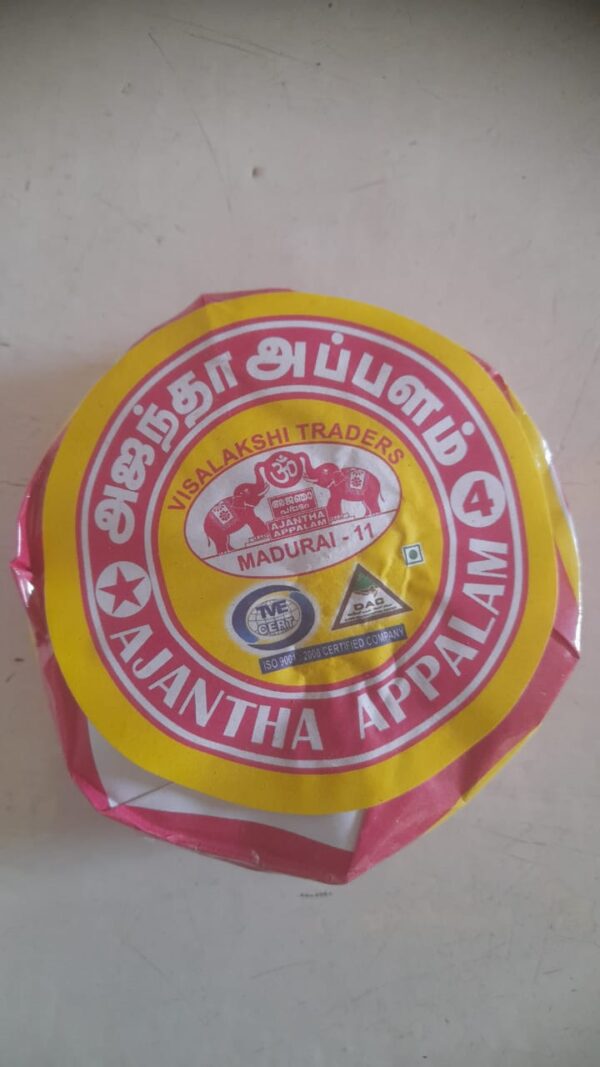 அஜந்தா அப்பளம்
4
AJANTHA APPALAM
VISALAKSHI TRADERS
ॐ
AJANTHA
APPALAM
MADURAI - 11
TVE
CERT
DAC
ISO 9001 : 2008 CERTIFIED COMPANY